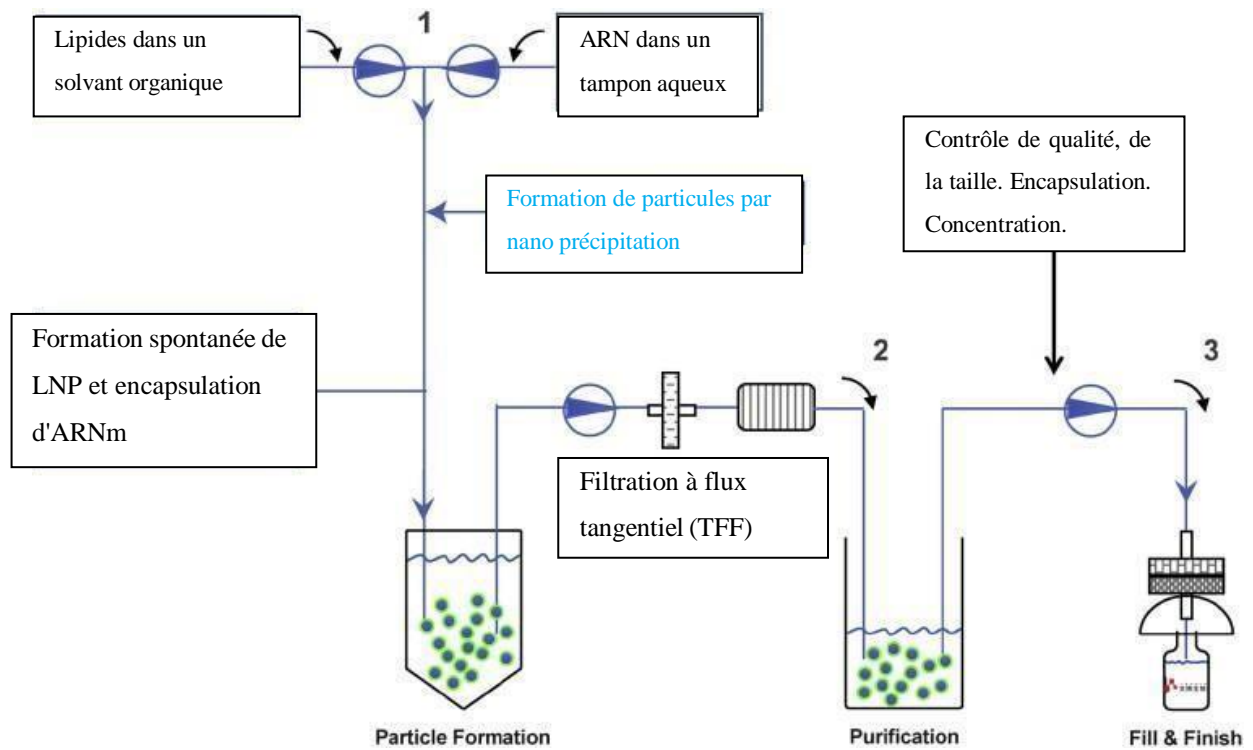 Lipides dans un
solvant organique
1
ARN dans un
tampon aqueux
Contrôle de qualité, de
la taille. Encapsulation.
Concentration.
Formation de particules par
nano précipitation
Formation spontanée de
LNP et encapsulation
d'ARNm
2
3
Filtration à flux
tangentiel (TFF)
Particle Formation
Purification
Fill & Finish